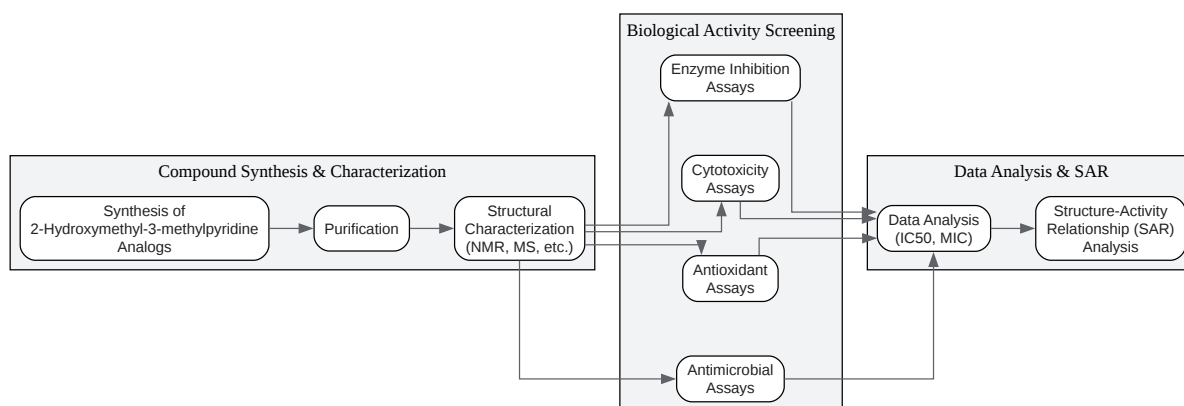 Compound Synthesis & Characterization
Synthesis of
2-Hydroxymethyl-3-methylpyridine
Analogs
Purification
Structural
Characterization
(NMR, MS, etc.)
Biological Activity Screening
Enzyme Inhibition
Assays
Cytotoxicity
Assays
Antioxidant
Assays
Antimicrobial
Assays
Data Analysis & SAR
Data Analysis
(IC50, MIC)
Structure-Activity
Relationship (SAR)
Analysis